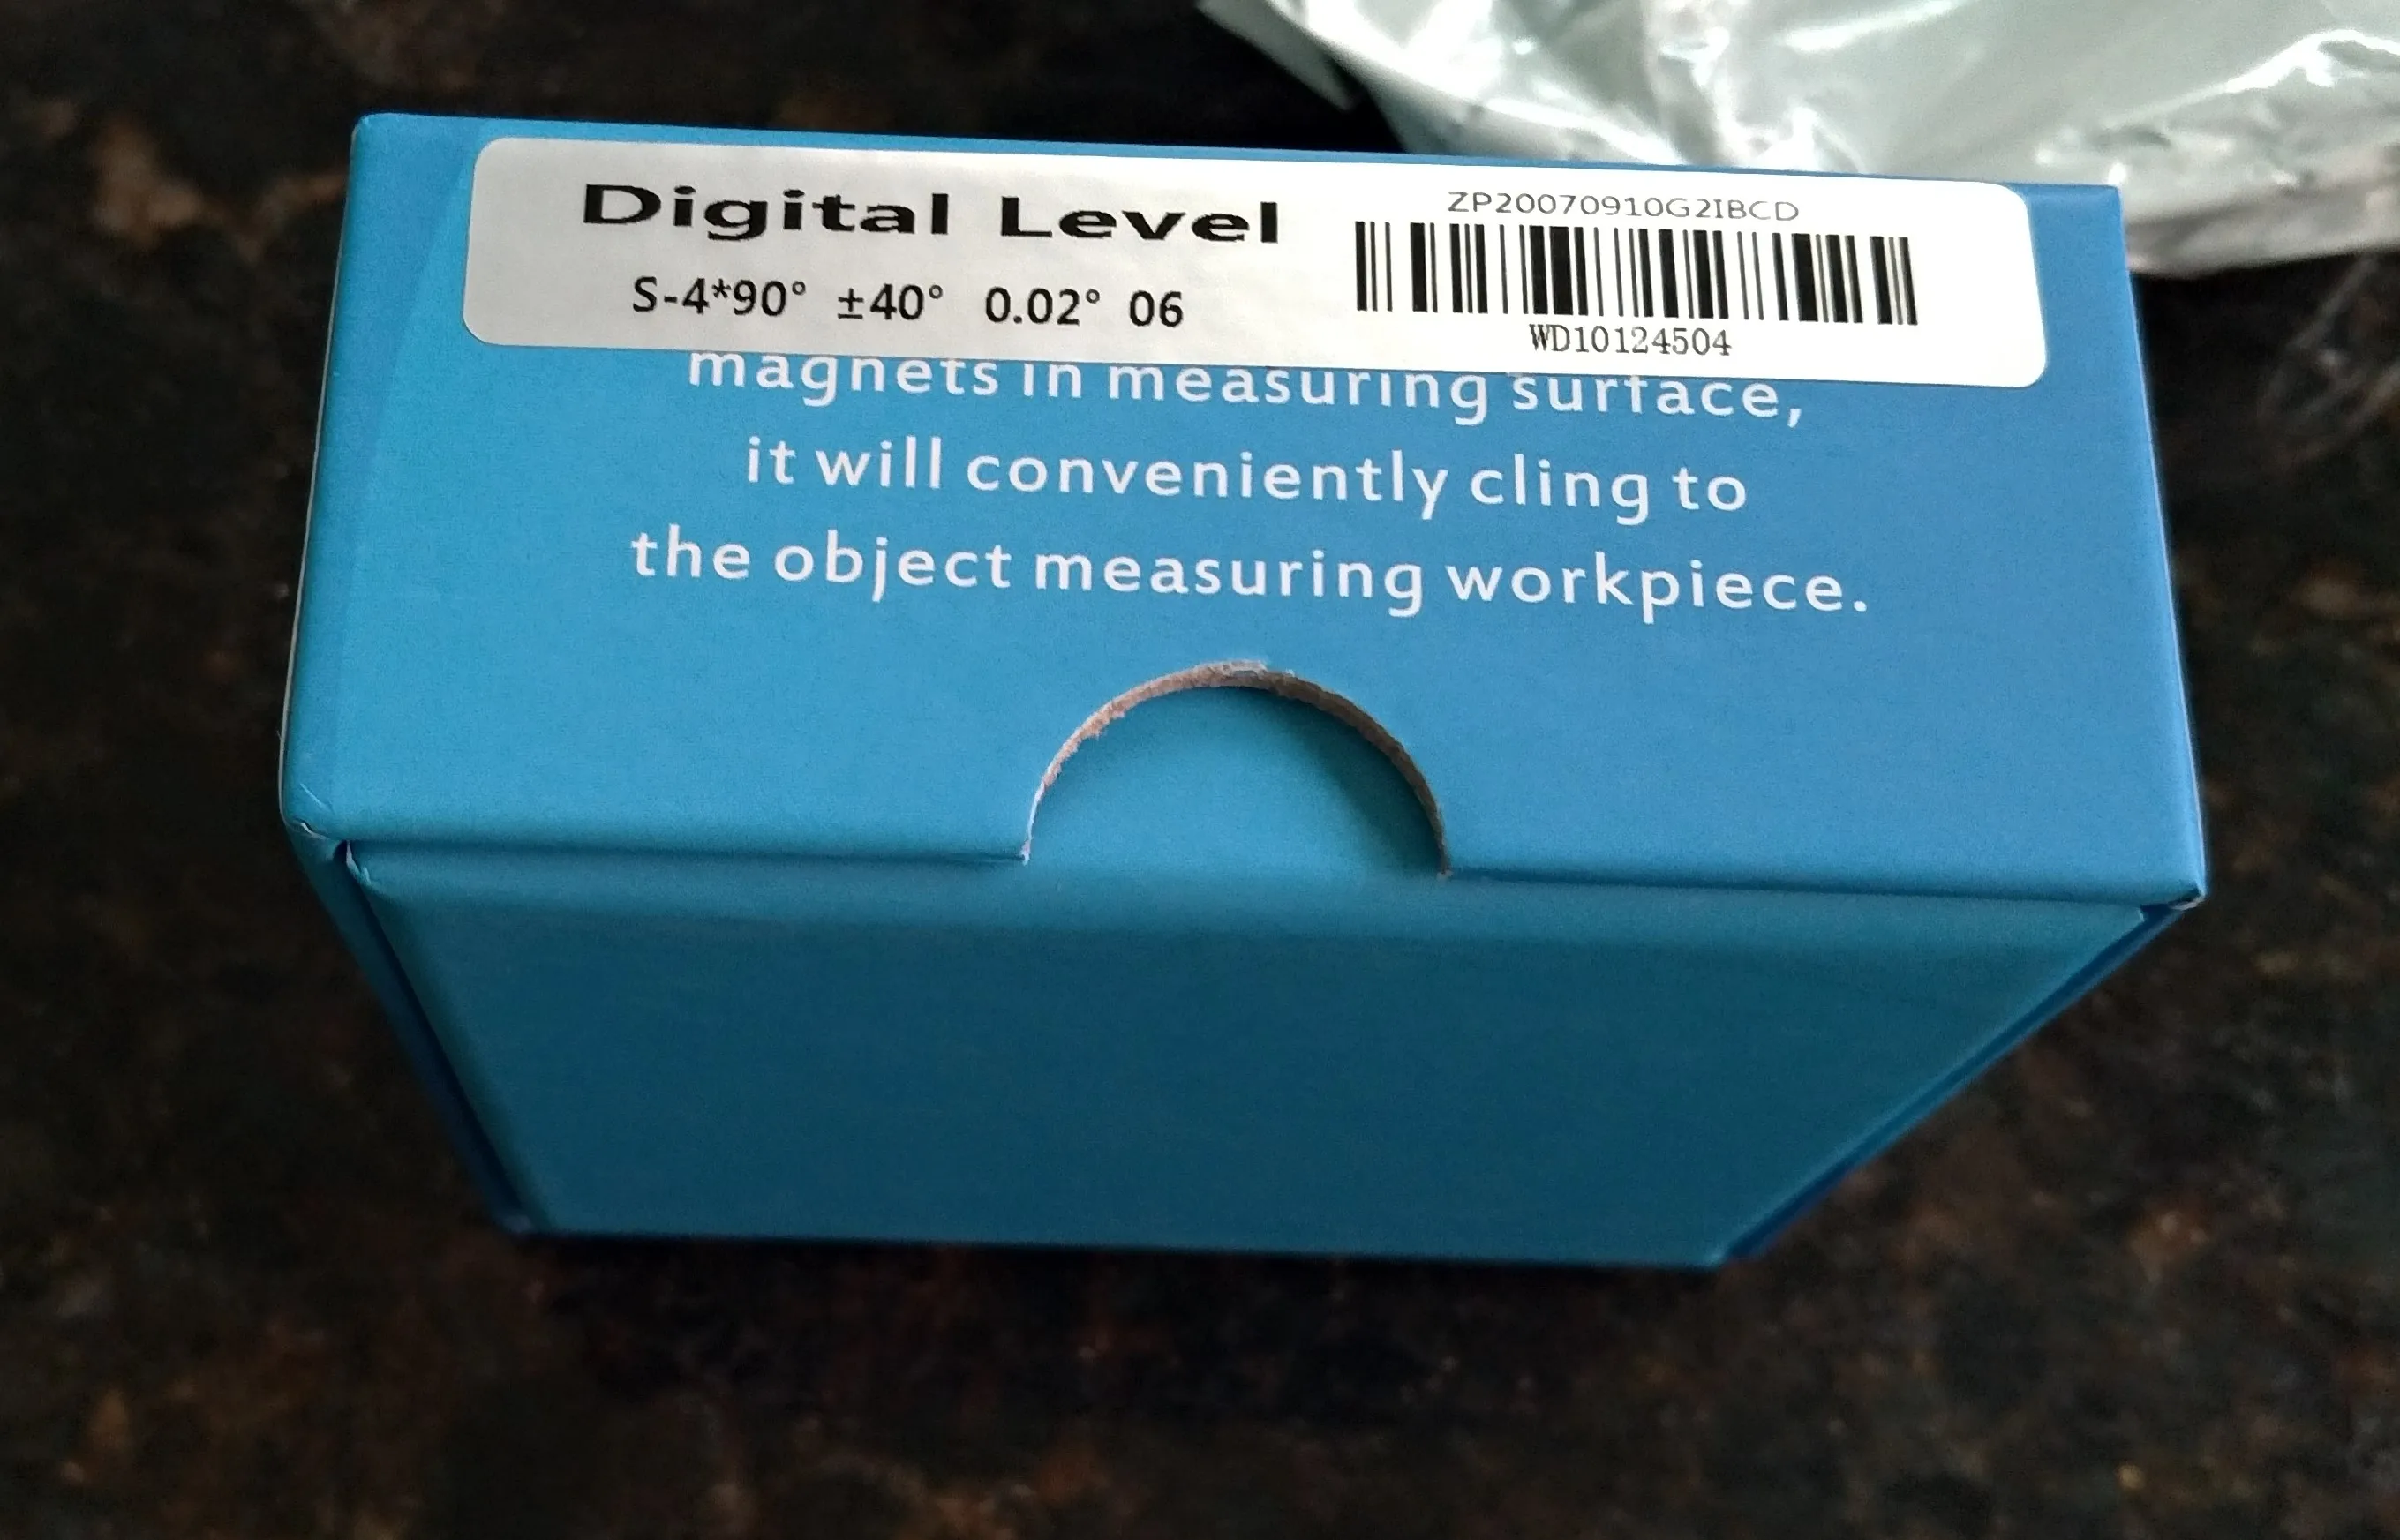 Digital Level
S-4*90° ±40° 0.02° 06
ZP20070910G2IBCD
WD10124504
magnets in measuring surface,
it will conveniently cling to
the object measuring workpiece.